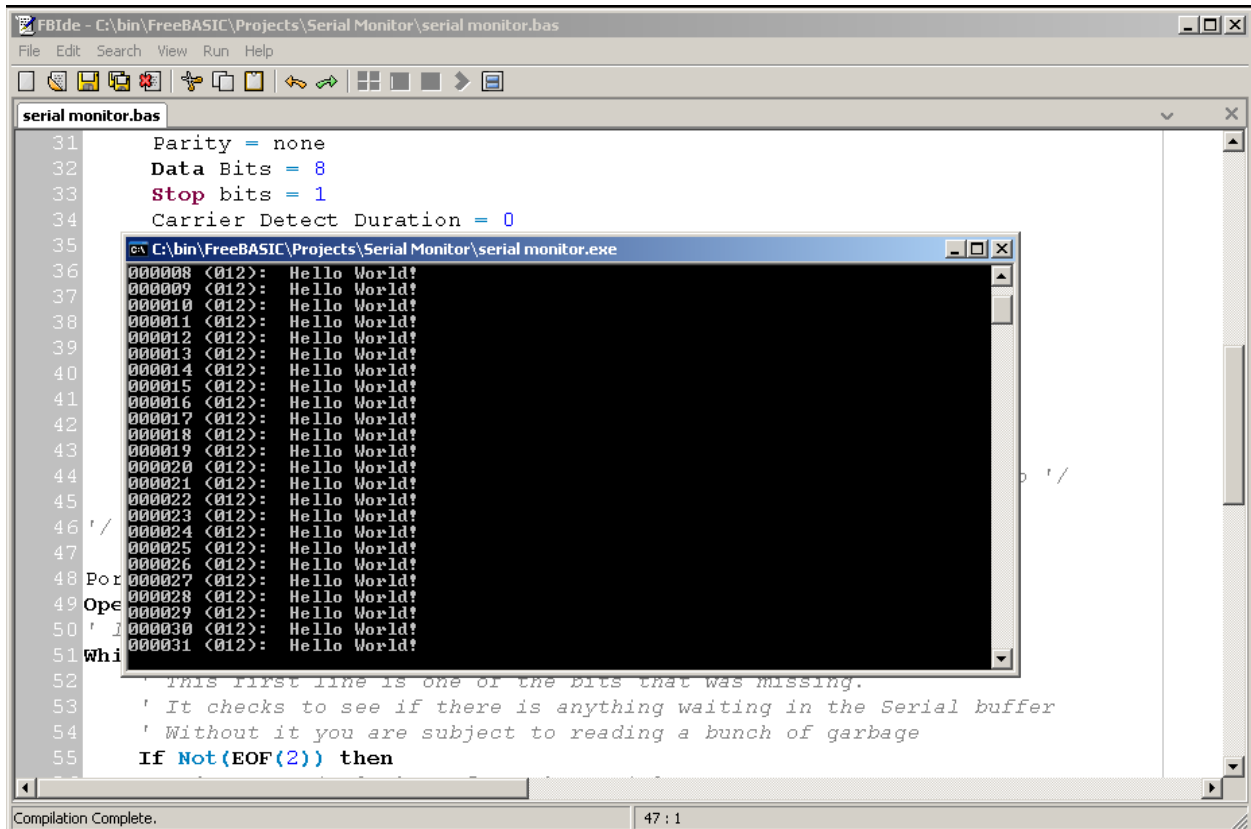 FBIde - C:\bin\FreeBASIC\Projects\Serial Monitor\serial monitor.bas
File Edit Search View Run Help
serial monitor.bas
31 Parity = none
32 Data Bits = 8
33 Stop bits = 1
34 Carrier Detect Duration = 0
35
C:\bin\FreeBASIC\Projects\Serial Monitor\serial monitor.exe
36
37
38
39
40
41
42
43
44 '/
45
46 '/
47
48 Por
49 Ope
50 '
51 Whi
000008 (012): Hello World!
000009 (012): Hello World!
000010 (012): Hello World!
000011 (012): Hello World!
000012 (012): Hello World!
000013 (012): Hello World!
000014 (012): Hello World!
000015 (012): Hello World!
000016 (012): Hello World!
000017 (012): Hello World!
000018 (012): Hello World!
000019 (012): Hello World!
000020 (012): Hello World!
000021 (012): Hello World!
000022 (012): Hello World!
000023 (012): Hello World!
000024 (012): Hello World!
000025 (012): Hello World!
000026 (012): Hello World!
000027 (012): Hello World!
000028 (012): Hello World!
000029 (012): Hello World!
000030 (012): Hello World!
000031 (012): Hello World!
52 ' This first line is one of the bits that was missing.
53 ' It checks to see if there is anything waiting in the Serial buffer
54 ' Without it you are subject to reading a bunch of garbage
55 If Not(EOF(2)) then
Compilation Complete.
47 : 1